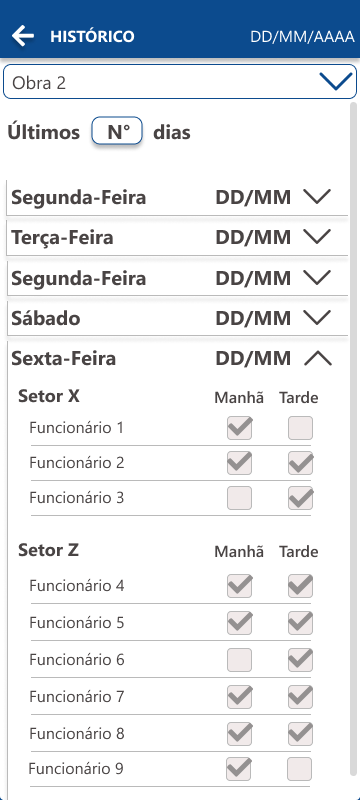 HISTÓRICO DD/MM/AAAA
Obra 2
Últimos N° dias
Segunda-Feira DD/MM
Terça-Feira DD/MM
Segunda-Feira DD/MM
Sábado DD/MM
Sexta-Feira DD/MM
Setor X Manhã Tarde
Funcionário 1
Funcionário 2
Funcionário 3
Setor Z Manhã Tarde
Funcionário 4
Funcionário 5
Funcionário 6
Funcionário 7
Funcionário 8
Funcionário 9